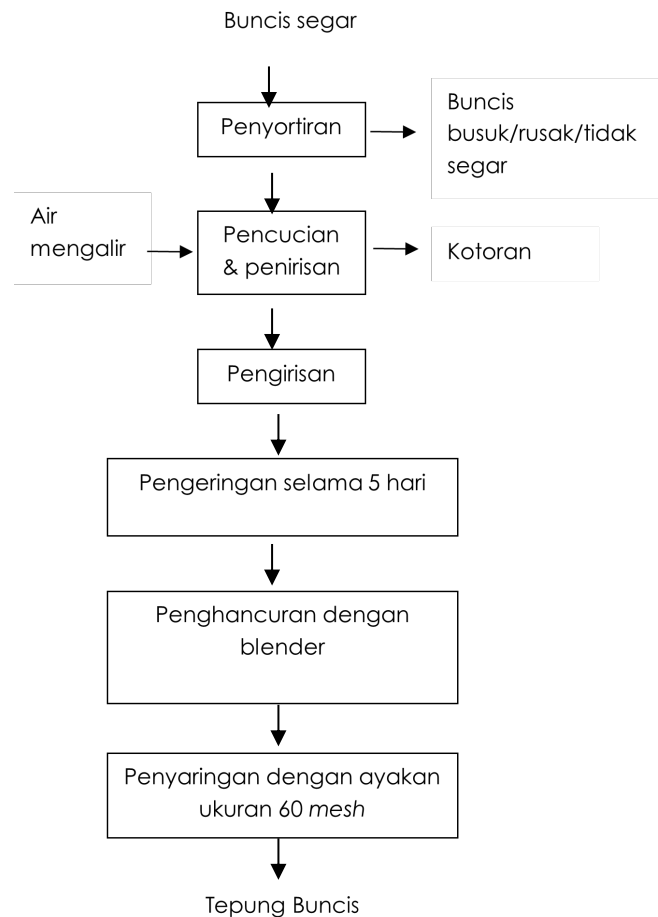 Buncis segar
Penyortiran
Buncis
busuk/rusak/tidak
segar
Air
mengalir
Pencucian
& penirisan
Kotoran
Pengirisan
Pengeringan selama 5 hari
Penghancuran dengan
blender
Penyaringan dengan ayakan
ukuran 60 mesh
Tepung Buncis